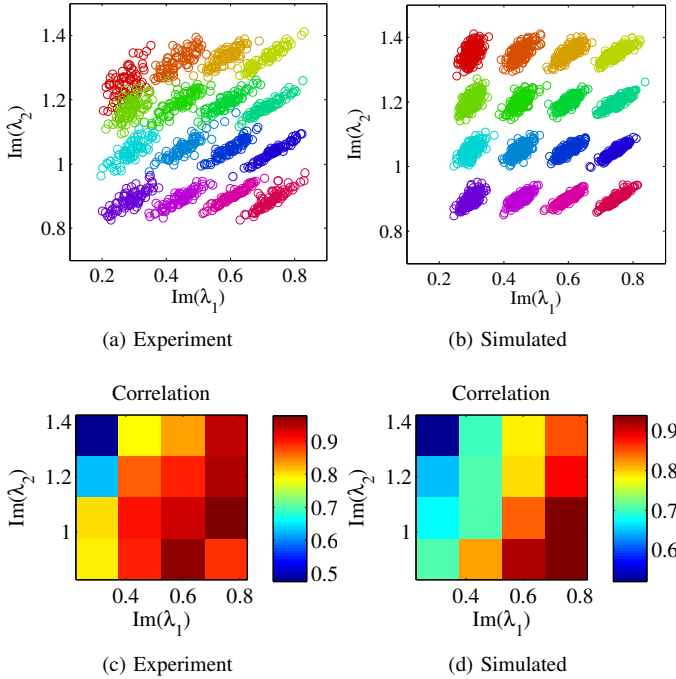 1.4
1.2
1
0.8
Im(λ2)
0.2 0.4 0.6 0.8
Im(λ1)
(a) Experiment
1.4
1.2
1
0.8
0.2 0.4 0.6 0.8
Im(λ1)
(b) Simulated
Correlation
1.4
1.2
1
Im(λ2)
0.4 0.6 0.8
Im(λ1)
0.9
0.8
0.7
0.6
0.5
(c) Experiment
Correlation
1.4
1.2
1
Im(λ2)
0.4 0.6 0.8
Im(λ1)
0.9
0.8
0.7
0.6
(d) Simulated